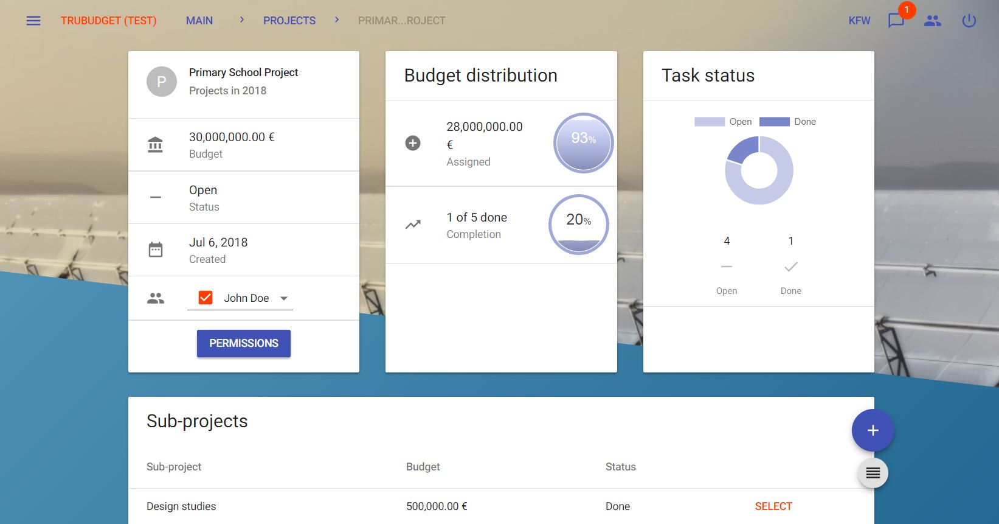 TRUBUDGET (TEST) MAIN > PROJECTS > PRIMAR...ROJECT KFW 1
P
Primary School Project
Projects in 2018
30,000,000.00 €
Budget
Open
Status
Jul 6, 2018
Created
John Doe
PERMISSIONS
Budget distribution
28,000,000.00
€
Assigned
93%
1 of 5 done
Completion
20%
Task status
Open Done
4 1
Open Done
Sub-projects
Sub-project Budget Status
Design studies 500,000.00 € Done SELECT